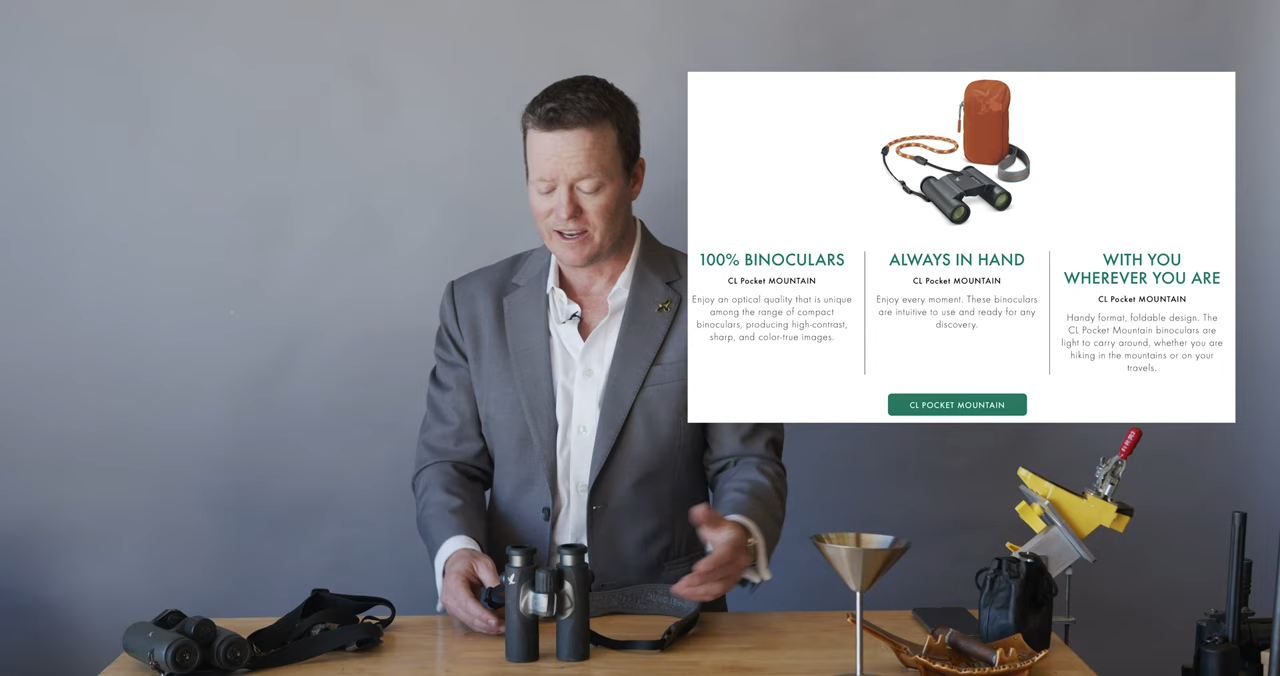 100% BINOCULARS
CL Pocket MOUNTAIN
Enjoy an optical quality that is unique
among the range of compact
binoculars, producing high-contrast,
sharp, and color-true images.
ALWAYS IN HAND
CL Pocket MOUNTAIN
Enjoy every moment. These binoculars
are intuitive to use and ready for any
discovery.
WITH YOU
WHEREVER YOU ARE
CL Pocket MOUNTAIN
Handy format, foldable design. The
CL Pocket Mountain binoculars are
light to carry around, whether you are
hiking in the mountains or on your
travels.
CL POCKET MOUNTAIN